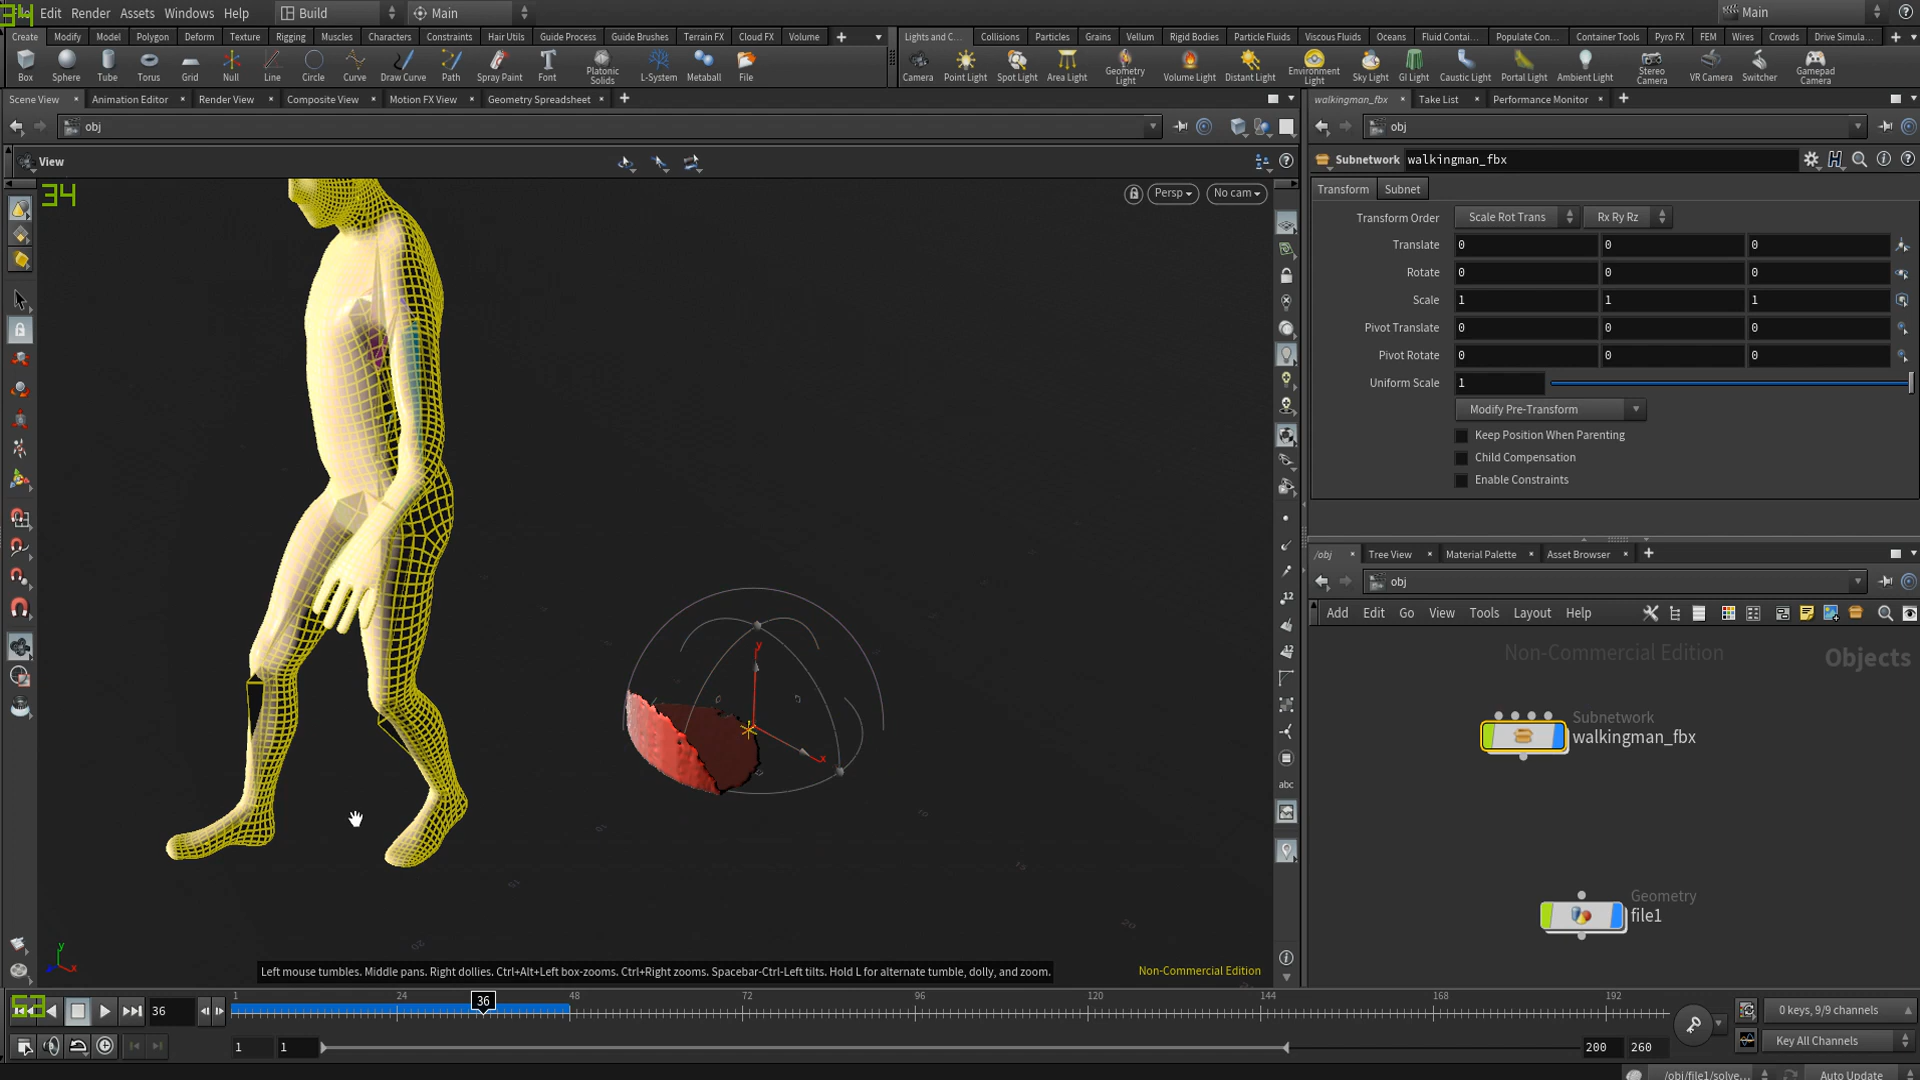 34
Edit Render Assets Windows Help Build Main Main
Create Modify Model Polygon Deform Texture Rigging Muscles Characters Constraints Hair Utils Guide Process Guide Brushes Terrain FX Cloud FX Volume
Lights and C... Collisions Particles Grains Vellum Rigid Bodies Particle Fluids Viscous Fluids Oceans Fluid Contai... Populate Con... Container Tools Pyro FX FEM Wires Crowds Drive Simula...
Box Sphere Tube Torus Grid Null Line Circle Curve Draw Curve Path Spray Paint Font Platonic Solids L-System Metaball File
Camera Point Light Spot Light Area Light Geometry Light Volume Light Distant Light Environment Light Sky Light GI Light Caustic Light Portal Light Ambient Light Stereo Camera VR Camera Switcher Gamepad Camera
Scene View Animation Editor Render View Composite View Motion FX View Geometry Spreadsheet
walkingman_fbx Take List Performance Monitor
obj
obj
View
Subnetwork walkingman_fbx
34
Persp No cam
Transform Subnet
Transform Order Scale Rot Trans Rx Ry Rz
Translate 0 0 0
Rotate 0 0 0
Scale 1 1 1
Pivot Translate 0 0 0
Pivot Rotate 0 0 0
Uniform Scale 1
Modify Pre-Transform
Keep Position When Parenting
Child Compensation
Enable Constraints
/obj Tree View Material Palette Asset Browser
obj
Add Edit Go View Tools Layout Help
Non-Commercial Edition
Objects
Subnetwork
walkingman_fbx
Geometry
file1
y
x
12
12
abc
y
x
Left mouse tumbles. Middle pans. Right dollies. Ctrl+Alt+Left box-zooms. Ctrl+Right zooms. Spacebar-Ctrl-Left tilts. Hold L for alternate tumble, dolly, and zoom.
Non-Commercial Edition
53
36
1 24 36 48 72 96 120 144 168 192
0 keys, 9/9 channels
1 1 200 260
Key All Channels
/obj/file1/solve... Auto Update